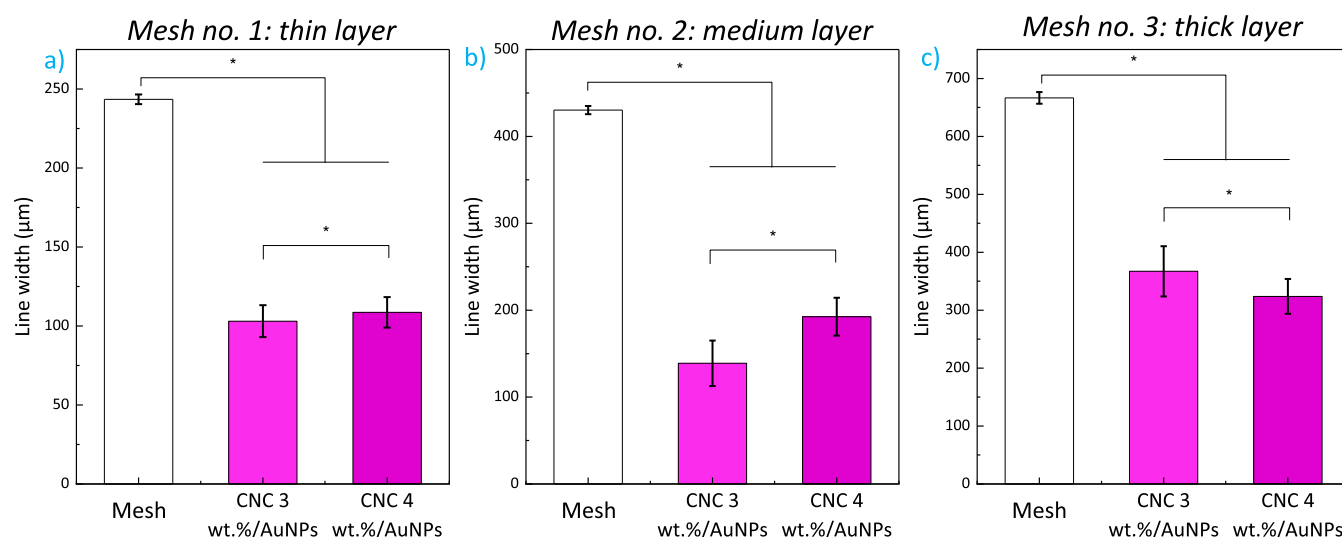 Mesh no. 1: thin layer
a)
*
*
250
200
150
100
50
0
Line width (µm)
Mesh
CNC 3
wt.%/AuNPs
CNC 4
wt.%/AuNPs
Mesh no. 2: medium layer
b)
*
*
500
400
300
200
100
0
Line width (µm)
Mesh
CNC 3
wt.%/AuNPs
CNC 4
wt.%/AuNPs
Mesh no. 3: thick layer
c)
*
*
700
600
500
400
300
200
100
0
Line width (µm)
Mesh
CNC 3
wt.%/AuNPs
CNC 4
wt.%/AuNPs